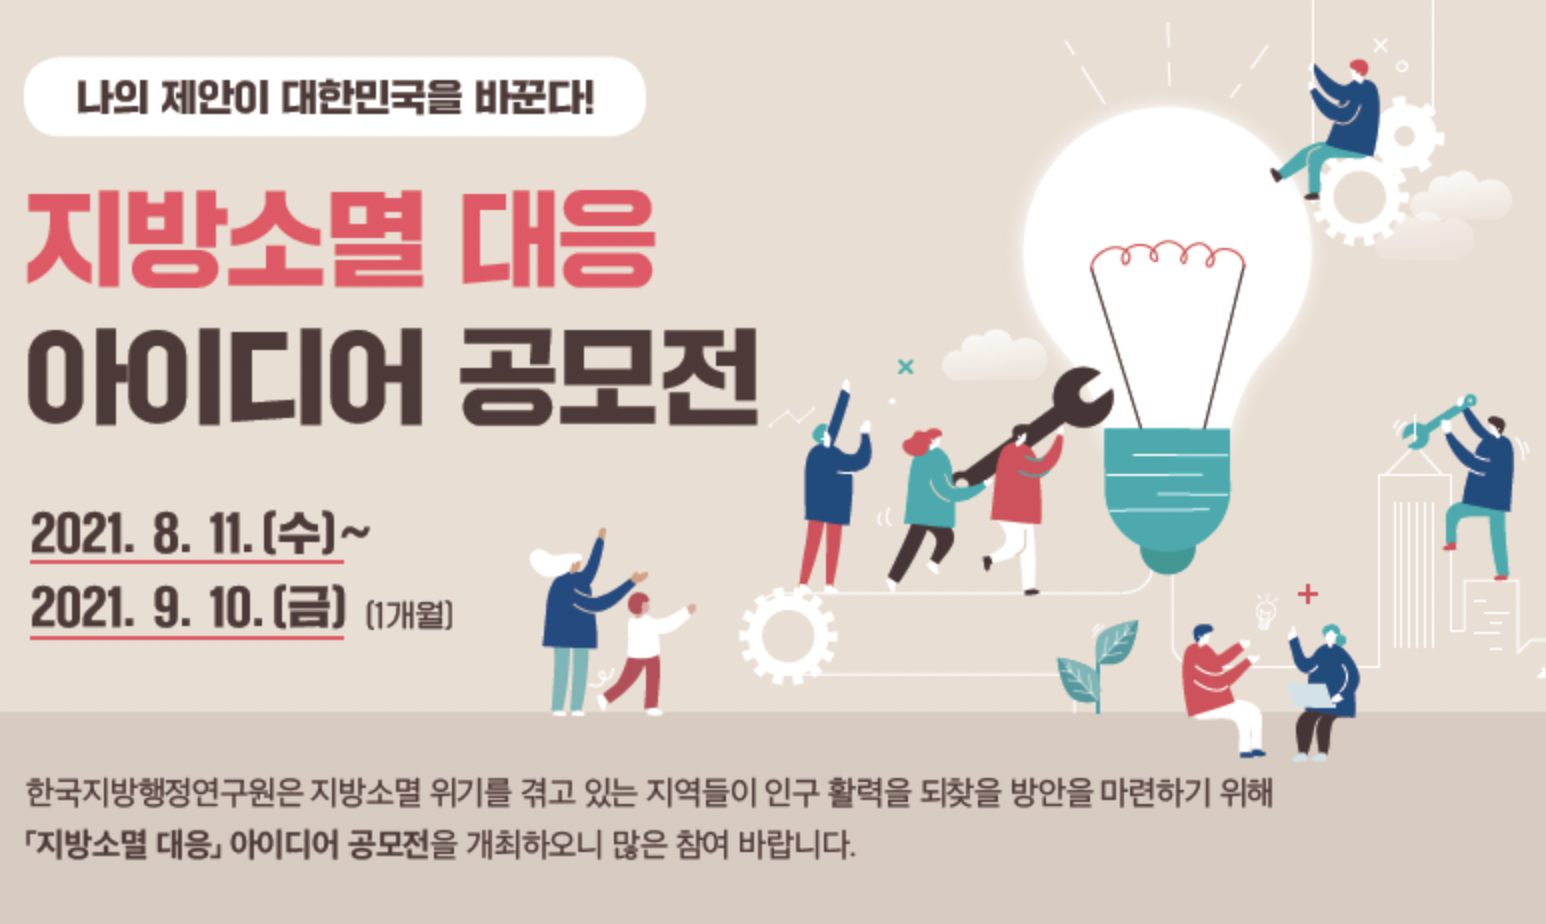 나의 제안이 대한민국을 바꾼다!
지방소멸 대응
아이디어 공모전
2021. 8. 11.(수)~
2021. 9. 10.(금) (1개월)
한국지방행정연구원은 지방소멸 위기를 겪고 있는 지역들이 인구 활력을 되찾을 방안을 마련하기 위해
「지방소멸 대응」 아이디어 공모전을 개최하오니 많은 참여 바랍니다.